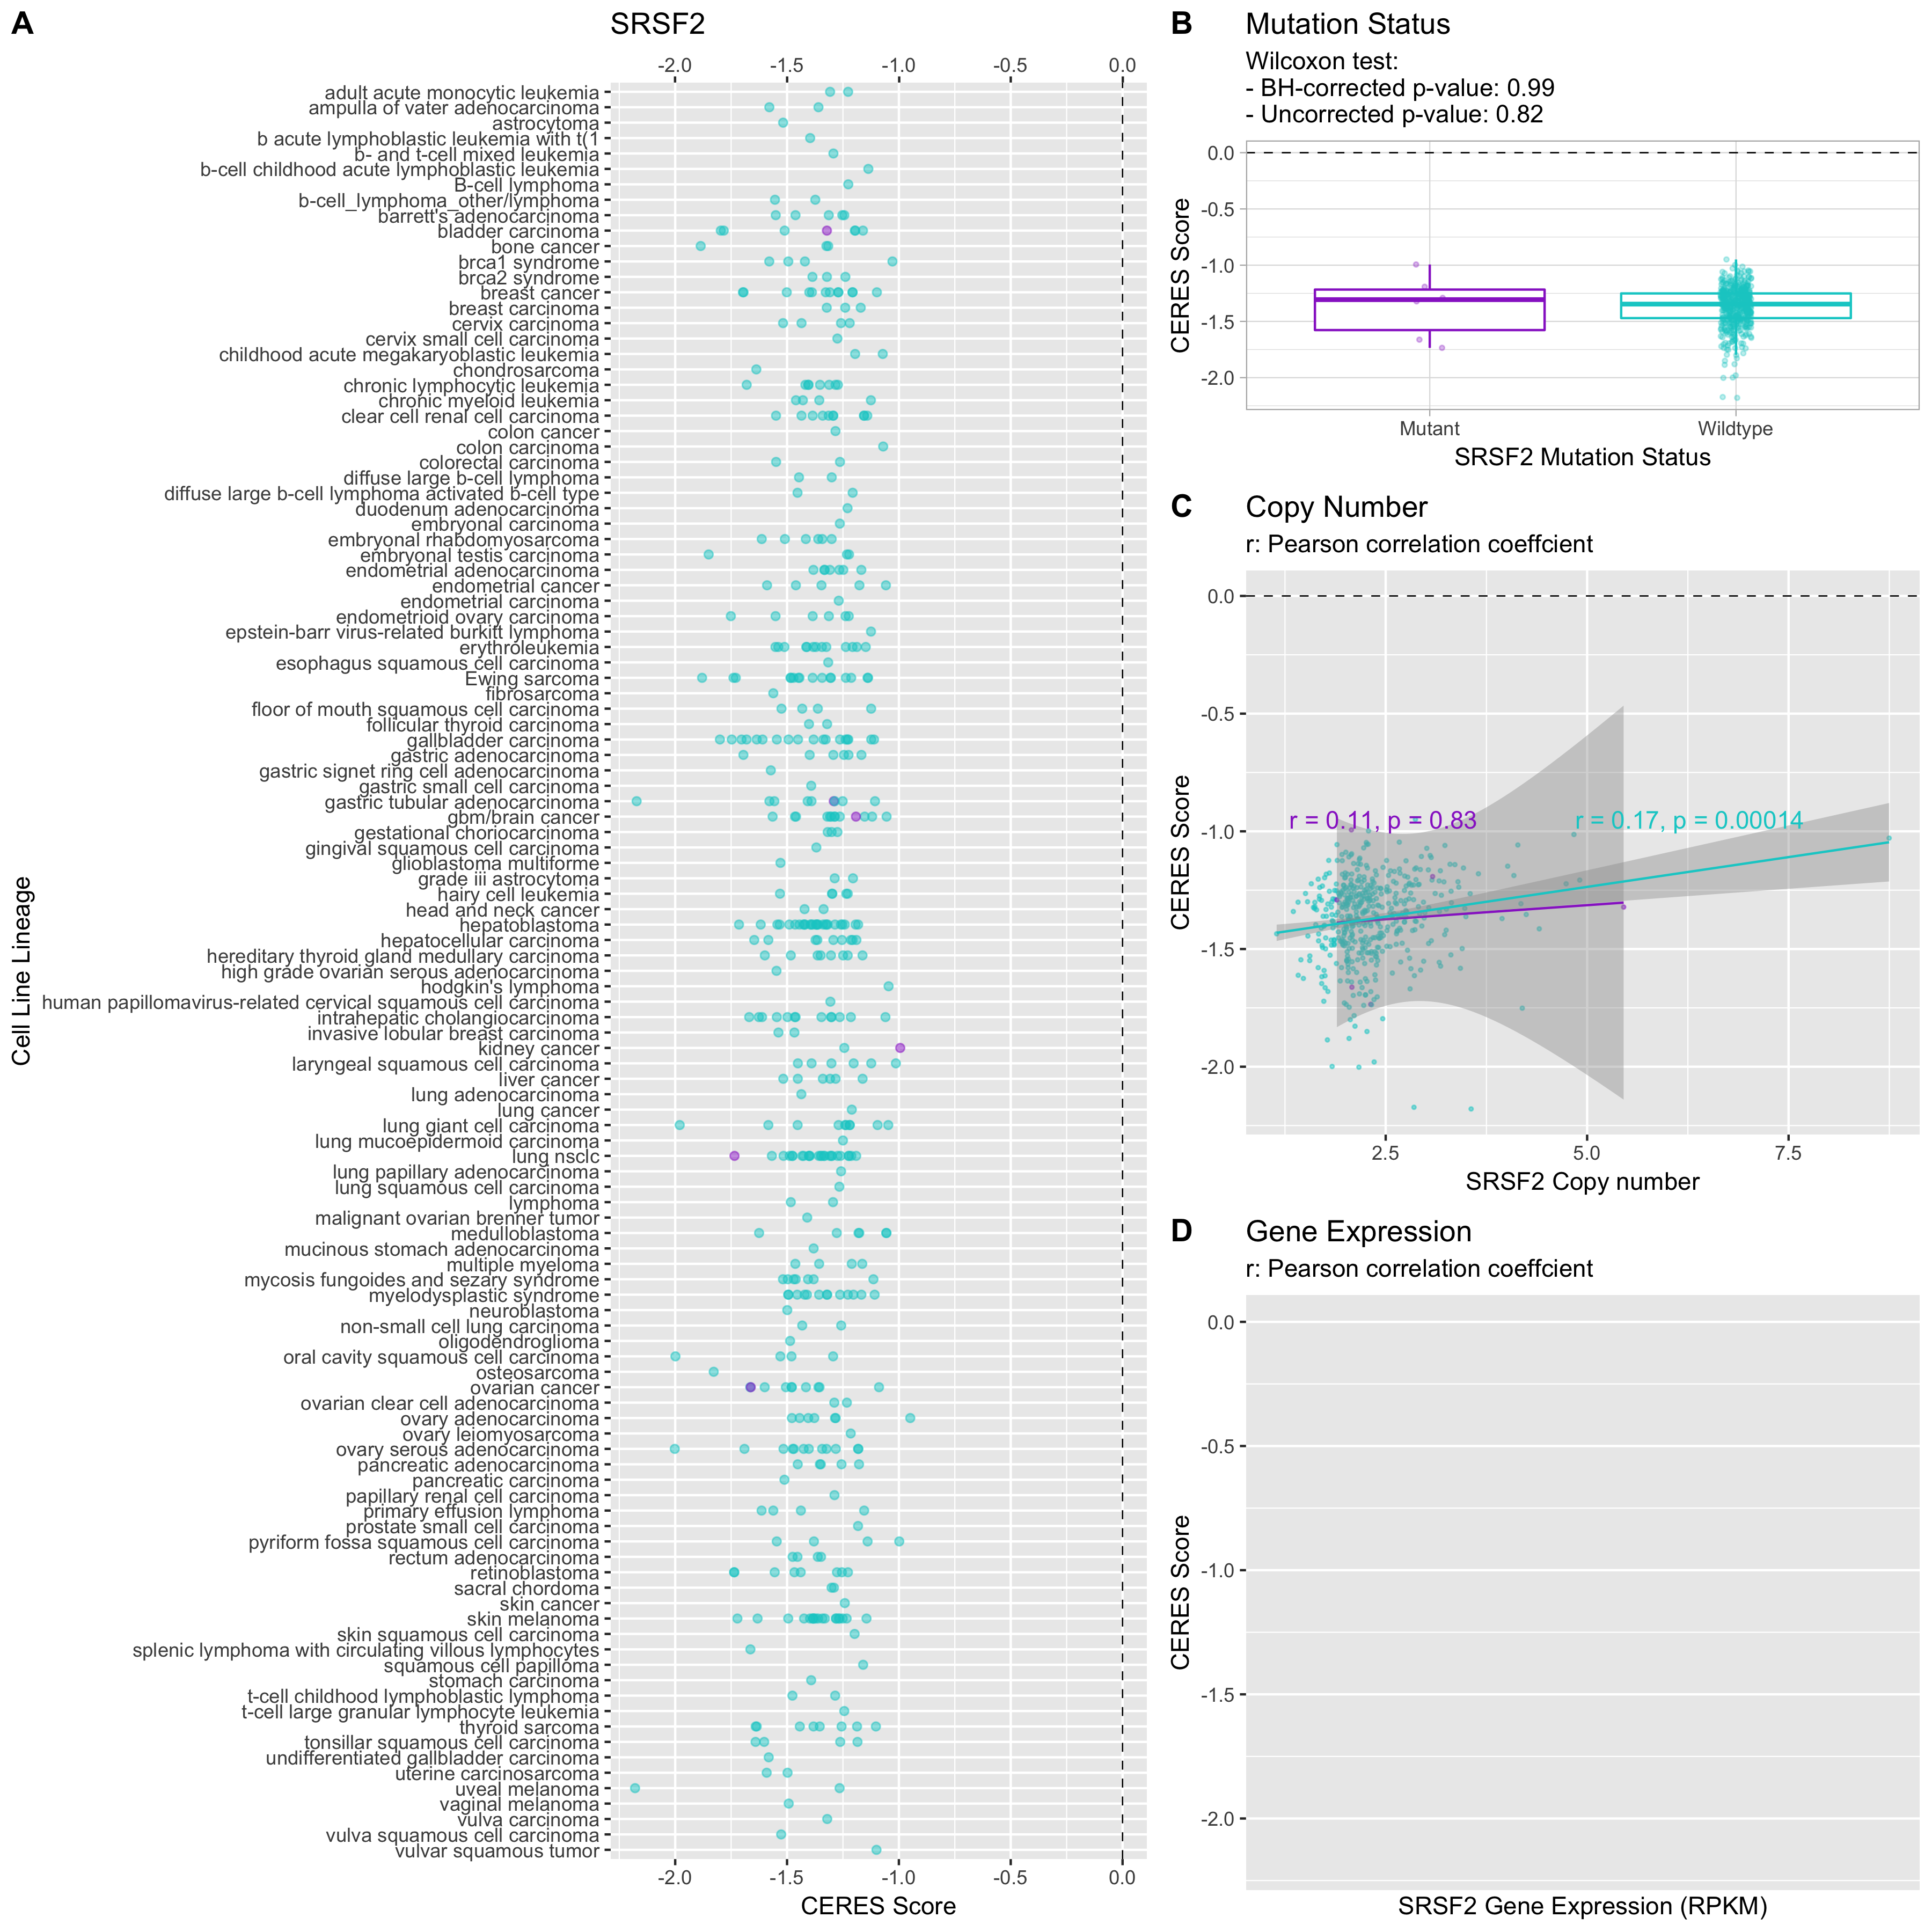 A
SRSF2
-2.0 -1.5 -1.0 -0.5 0.0
Cell Line Lineage
adult acute monocytic leukemia
ampulla of vater adenocarcinoma
astrocytoma
b acute lymphoblastic leukemia with t(1
b- and t-cell mixed leukemia
b-cell childhood acute lymphoblastic leukemia
B-cell lymphoma
b-cell_lymphoma_other/lymphoma
barrett's adenocarcinoma
bladder carcinoma
bone cancer
brca1 syndrome
brca2 syndrome
breast cancer
breast carcinoma
cervix carcinoma
cervix small cell carcinoma
childhood acute megakaryoblastic leukemia
chondrosarcoma
chronic lymphocytic leukemia
chronic myeloid leukemia
clear cell renal cell carcinoma
colon cancer
colon carcinoma
colorectal carcinoma
diffuse large b-cell lymphoma
diffuse large b-cell lymphoma activated b-cell type
duodenum adenocarcinoma
embryonal carcinoma
embryonal rhabdomyosarcoma
embryonal testis carcinoma
endometrial adenocarcinoma
endometrial cancer
endometrial carcinoma
endometrioid ovary carcinoma
epstein-barr virus-related burkitt lymphoma
erythroleukemia
esophagus squamous cell carcinoma
Ewing sarcoma
fibrosarcoma
floor of mouth squamous cell carcinoma
follicular thyroid carcinoma
gallbladder carcinoma
gastric adenocarcinoma
gastric signet ring cell adenocarcinoma
gastric small cell carcinoma
gastric tubular adenocarcinoma
gbm/brain cancer
gestational choriocarcinoma
gingival squamous cell carcinoma
glioblastoma multiforme
grade iii astrocytoma
hairy cell leukemia
head and neck cancer
hepatoblastoma
hepatocellular carcinoma
hereditary thyroid gland medullary carcinoma
high grade ovarian serous adenocarcinoma
hodgkin's lymphoma
human papillomavirus-related cervical squamous cell carcinoma
intrahepatic cholangiocarcinoma
invasive lobular breast carcinoma
kidney cancer
laryngeal squamous cell carcinoma
liver cancer
lung adenocarcinoma
lung cancer
lung giant cell carcinoma
lung mucoepidermoid carcinoma
lung nsclc
lung papillary adenocarcinoma
lung squamous cell carcinoma
lymphoma
malignant ovarian brenner tumor
medulloblastoma
mucinous stomach adenocarcinoma
multiple myeloma
mycosis fungoides and sezary syndrome
myelodysplastic syndrome
neuroblastoma
non-small cell lung carcinoma
oligodendroglioma
oral cavity squamous cell carcinoma
osteosarcoma
ovarian cancer
ovarian clear cell adenocarcinoma
ovary adenocarcinoma
ovary leiomyosarcoma
ovary serous adenocarcinoma
pancreatic adenocarcinoma
pancreatic carcinoma
papillary renal cell carcinoma
primary effusion lymphoma
prostate small cell carcinoma
pyriform fossa squamous cell carcinoma
rectum adenocarcinoma
retinoblastoma
sacral chordoma
skin cancer
skin melanoma
skin squamous cell carcinoma
splenic lymphoma with circulating villous lymphocytes
squamous cell papilloma
stomach carcinoma
t-cell childhood lymphoblastic lymphoma
t-cell large granular lymphocyte leukemia
thyroid sarcoma
tonsillar squamous cell carcinoma
undifferentiated gallbladder carcinoma
uterine carcinosarcoma
uveal melanoma
vaginal melanoma
vulva carcinoma
vulva squamous cell carcinoma
vulvar squamous tumor
-2.0 -1.5 -1.0 -0.5 0.0
CERES Score
B
Mutation Status
Wilcoxon test:
- BH-corrected p-value: 0.99
- Uncorrected p-value: 0.82
CERES Score
0.0
-0.5
-1.0
-1.5
-2.0
Mutant Wildtype
SRSF2 Mutation Status
C
Copy Number
r: Pearson correlation coeffcient
CERES Score
0.0
-0.5
-1.0
-1.5
-2.0
r = 0.11, p = 0.83 r = 0.17, p = 0.00014
2.5 5.0 7.5
SRSF2 Copy number
D
Gene Expression
r: Pearson correlation coeffcient
CERES Score
0.0
-0.5
-1.0
-1.5
-2.0
SRSF2 Gene Expression (RPKM)